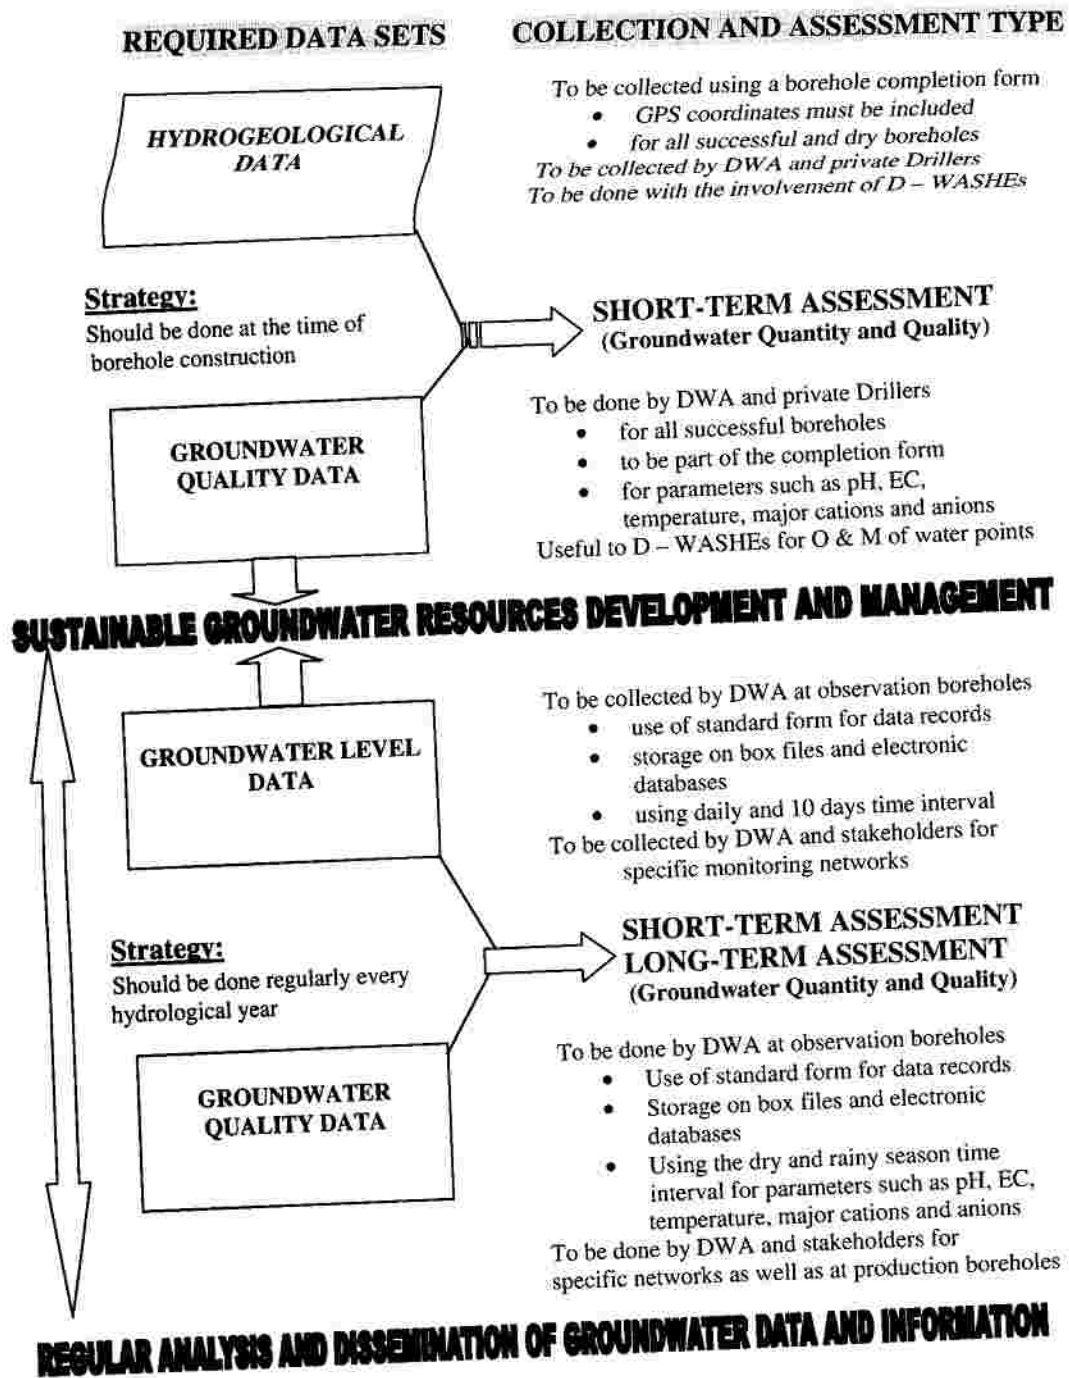 REQUIRED DATA SETS
COLLECTION AND ASSESSMENT TYPE
HYDROGEOLOGICAL
DATA
To be collected using a borehole completion form
• GPS coordinates must be included
• for all successful and dry boreholes
To be collected by DWA and private Drillers
To be done with the involvement of D – WASHEs
Strategy:
Should be done at the time of
borehole construction
SHORT-TERM ASSESSMENT
(Groundwater Quantity and Quality)
GROUNDWATER
QUALITY DATA
To be done by DWA and private Drillers
• for all successful boreholes
• to be part of the completion form
• for parameters such as pH, EC,
temperature, major cations and anions
Useful to D – WASHEs for O & M of water points
SUSTAINABLE GROUNDWATER RESOURCES DEVELOPMENT AND MANAGEMENT
GROUNDWATER LEVEL
DATA
To be collected by DWA at observation boreholes
• use of standard form for data records
• storage on box files and electronic
databases
• using daily and 10 days time interval
To be collected by DWA and stakeholders for
specific monitoring networks
Strategy:
Should be done regularly every
hydrological year
SHORT-TERM ASSESSMENT
LONG-TERM ASSESSMENT
(Groundwater Quantity and Quality)
GROUNDWATER
QUALITY DATA
To be done by DWA at observation boreholes
• Use of standard form for data records
• Storage on box files and electronic
databases
• Using the dry and rainy season time
interval for parameters such as pH, EC,
temperature, major cations and anions
To be done by DWA and stakeholders for
specific networks as well as at production boreholes
REGULAR ANALYSIS AND DISSEMINATION OF GROUNDWATER DATA AND INFORMATION